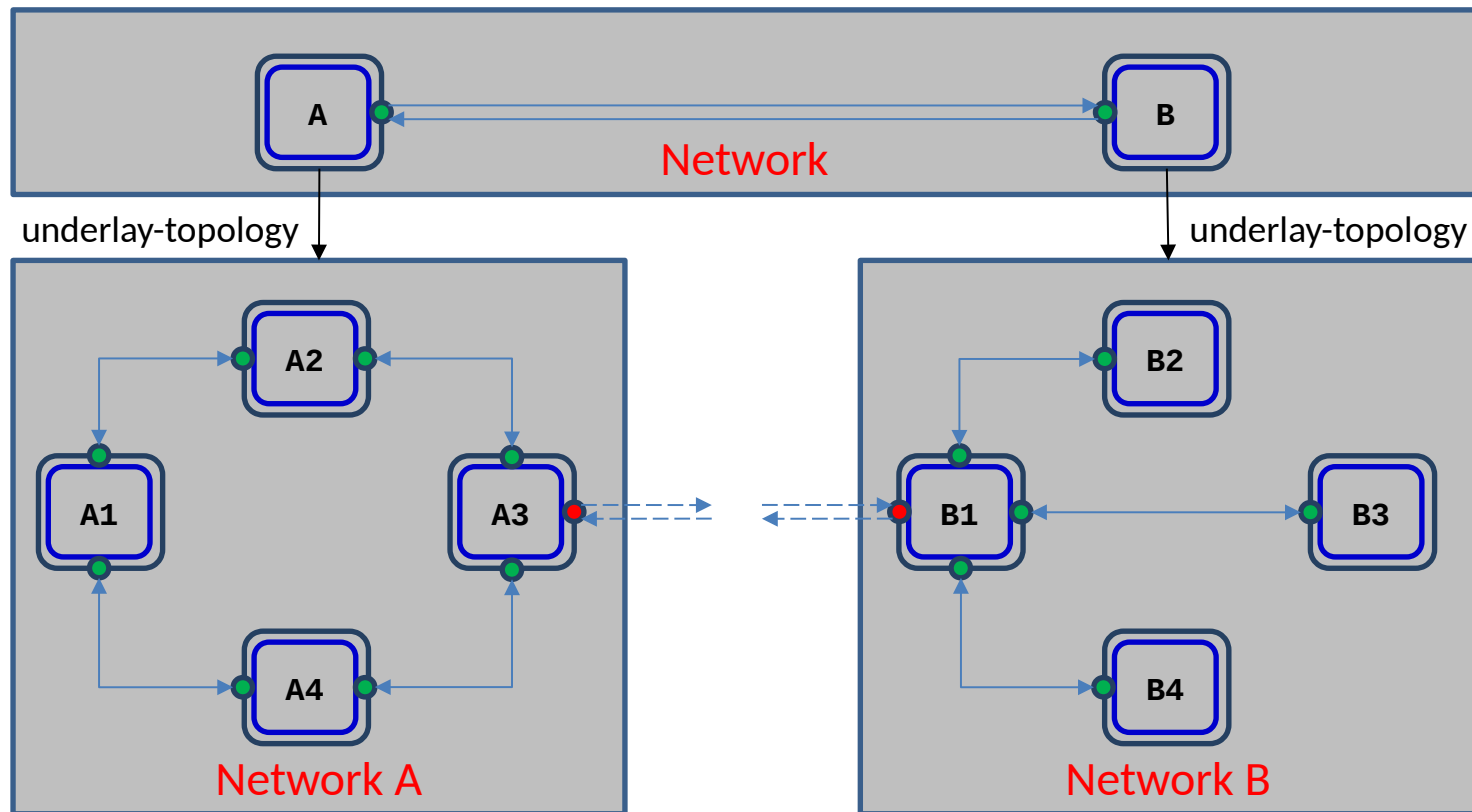 A
B
Network
underlay-topology
underlay-topology
A2
A1
A3
A4
Network A
B2
B1
B3
B4
Network B